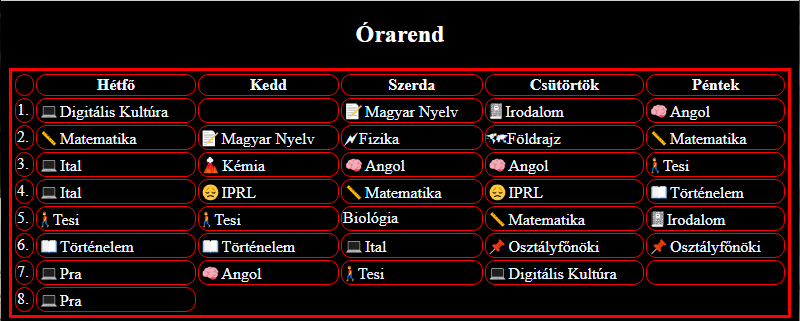 Órarend
Hétfő Kedd Szerda Csütörtök Péntek
1. 💻Digitális Kultúra 📝Magyar Nyelv 📓Irodalom 🧠Angol
2. 📏Matematika 📝Magyar Nyelv 🗲Fizika 🗺Földrajz 📏Matematika
3. 💻Ital 🌋Kémia 🧠Angol 🧠Angol 🚶Tesi
4. 💻Ital 😔IPRL 📏Matematika 😔IPRL 📖Történelem
5. 🚶Tesi 🚶Tesi Biológia 📏Matematika 📓Irodalom
6. 📖Történelem 📖Történelem 💻Ital 📌Osztályfőnöki 📌Osztályfőnöki
7. 💻Pra 🧠Angol 🚶Tesi 💻Digitális Kultúra
8. 💻Pra